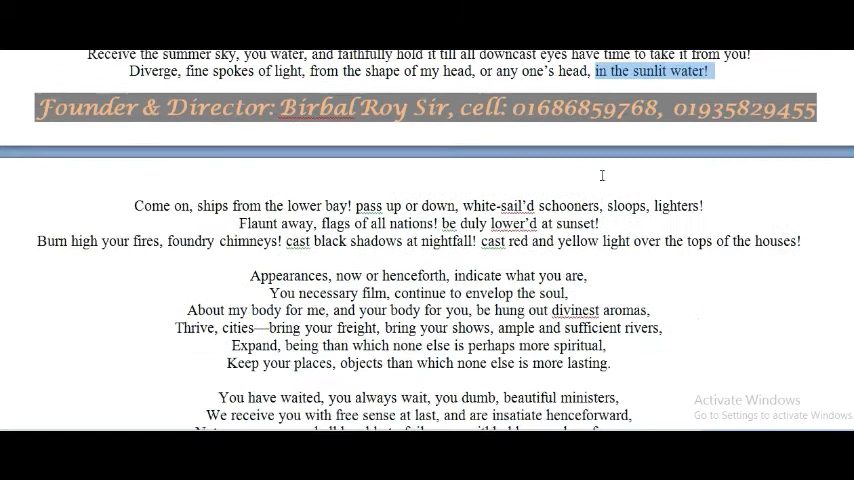 Receive the summer sky, you water, and faithfully hold it till all downcast eyes have time to take it from you!
Diverge, fine spokes of light, from the shape of my head, or any one’s head, in the sunlit water!
Founder & Director: Birbal Roy Sir, cell: 01686859768, 01935829455
Come on, ships from the lower bay! pass up or down, white-sail’d schooners, sloops, lighters!
Flaunt away, flags of all nations! be duly lower’d at sunset!
Burn high your fires, foundry chimneys! cast black shadows at nightfall! cast red and yellow light over the tops of the houses!
Appearances, now or henceforth, indicate what you are,
You necessary film, continue to envelop the soul,
About my body for me, and your body for you, be hung out divinest aromas,
Thrive, cities—bring your freight, bring your shows, ample and sufficient rivers,
Expand, being than which none else is perhaps more spiritual,
Keep your places, objects than which none else is more lasting.
You have waited, you always wait, you dumb, beautiful ministers,
We receive you with free sense at last, and are insatiate henceforward,
Activate Windows
Go to Settings to activate Windows.